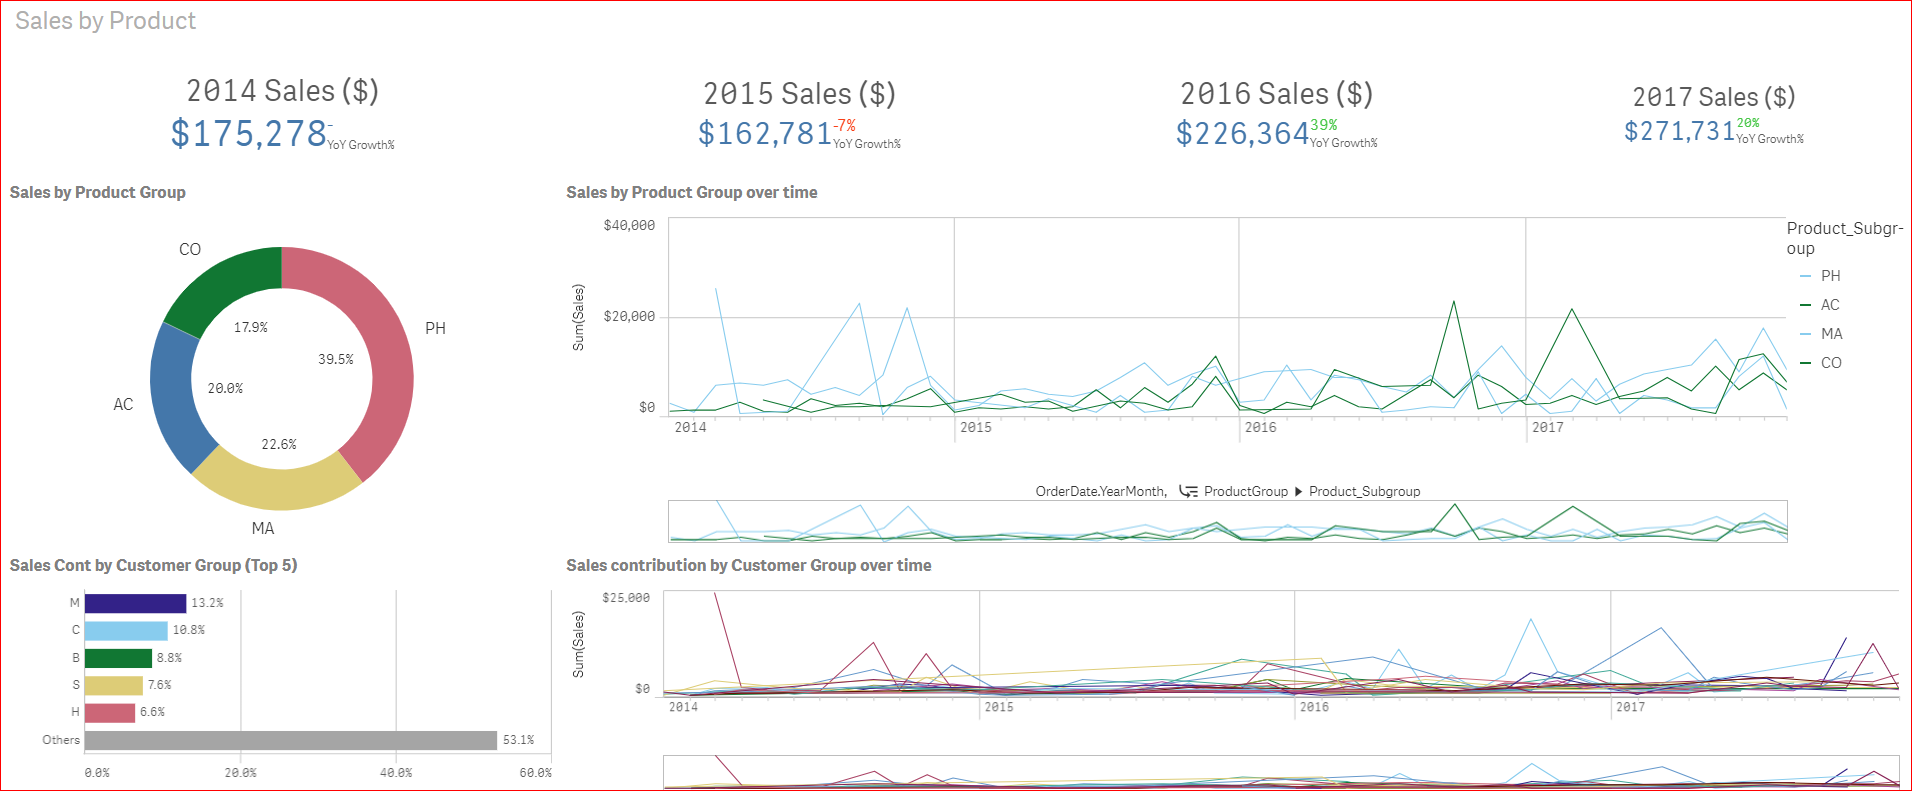 Sales by Product
2014 Sales ($)
$175,278
-
YoY Growth%
2015 Sales ($)
$162,781
-7%
YoY Growth%
2016 Sales ($)
$226,364
39%
YoY Growth%
2017 Sales ($)
$271,731
20%
YoY Growth%
Sales by Product Group
CO
17.9%
PH
39.5%
20.0%
AC
22.6%
MA
Sales by Product Group over time
$40,000
$20,000
$0
Sum(Sales)
2014
2015
2016
2017
Product_Subgr-
oup
PH
AC
MA
CO
OrderDate.YearMonth, ProductGroup Product_Subgroup
Sales Cont by Customer Group (Top 5)
M 13.2%
C 10.8%
B 8.8%
S 7.6%
H 6.6%
Others 53.1%
0.0% 20.0% 40.0% 60.0%
Sales contribution by Customer Group over time
$25,000
Sum(Sales)
$0
2014
2015
2016
2017